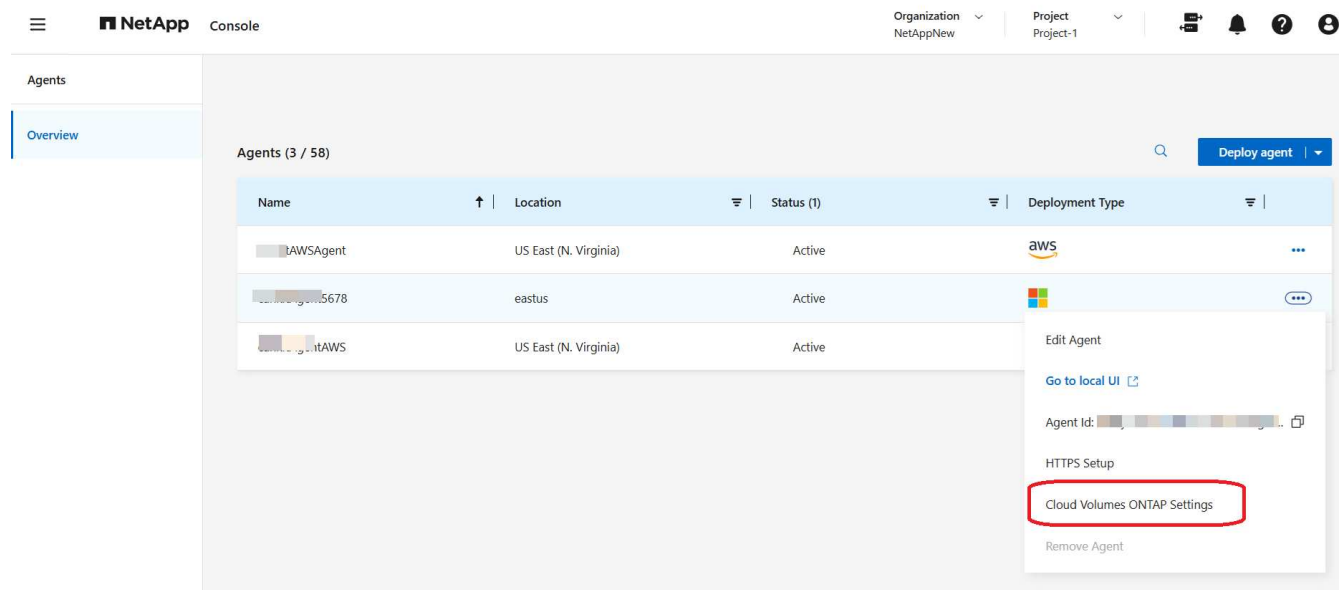 NetApp Console
Organization
NetAppNew
Project
Project-1
Agents
Overview
Agents (3 / 58)
Deploy agent
Name Location Status (1) Deployment Type
tAWSAgent US East (N. Virginia) Active aws
5678 eastus Active
ntAWS US East (N. Virginia) Active
Edit Agent
Go to local UI
Agent Id:
HTTPS Setup
Cloud Volumes ONTAP Settings
Remove Agent